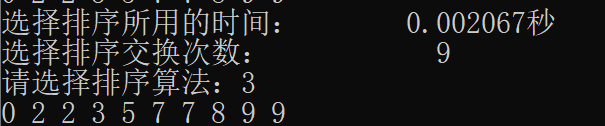 选择排序所用的时间： 0.002067秒
选择排序交换次数： 9
请选择排序算法：3
0 2 2 3 5 7 7 8 9 9